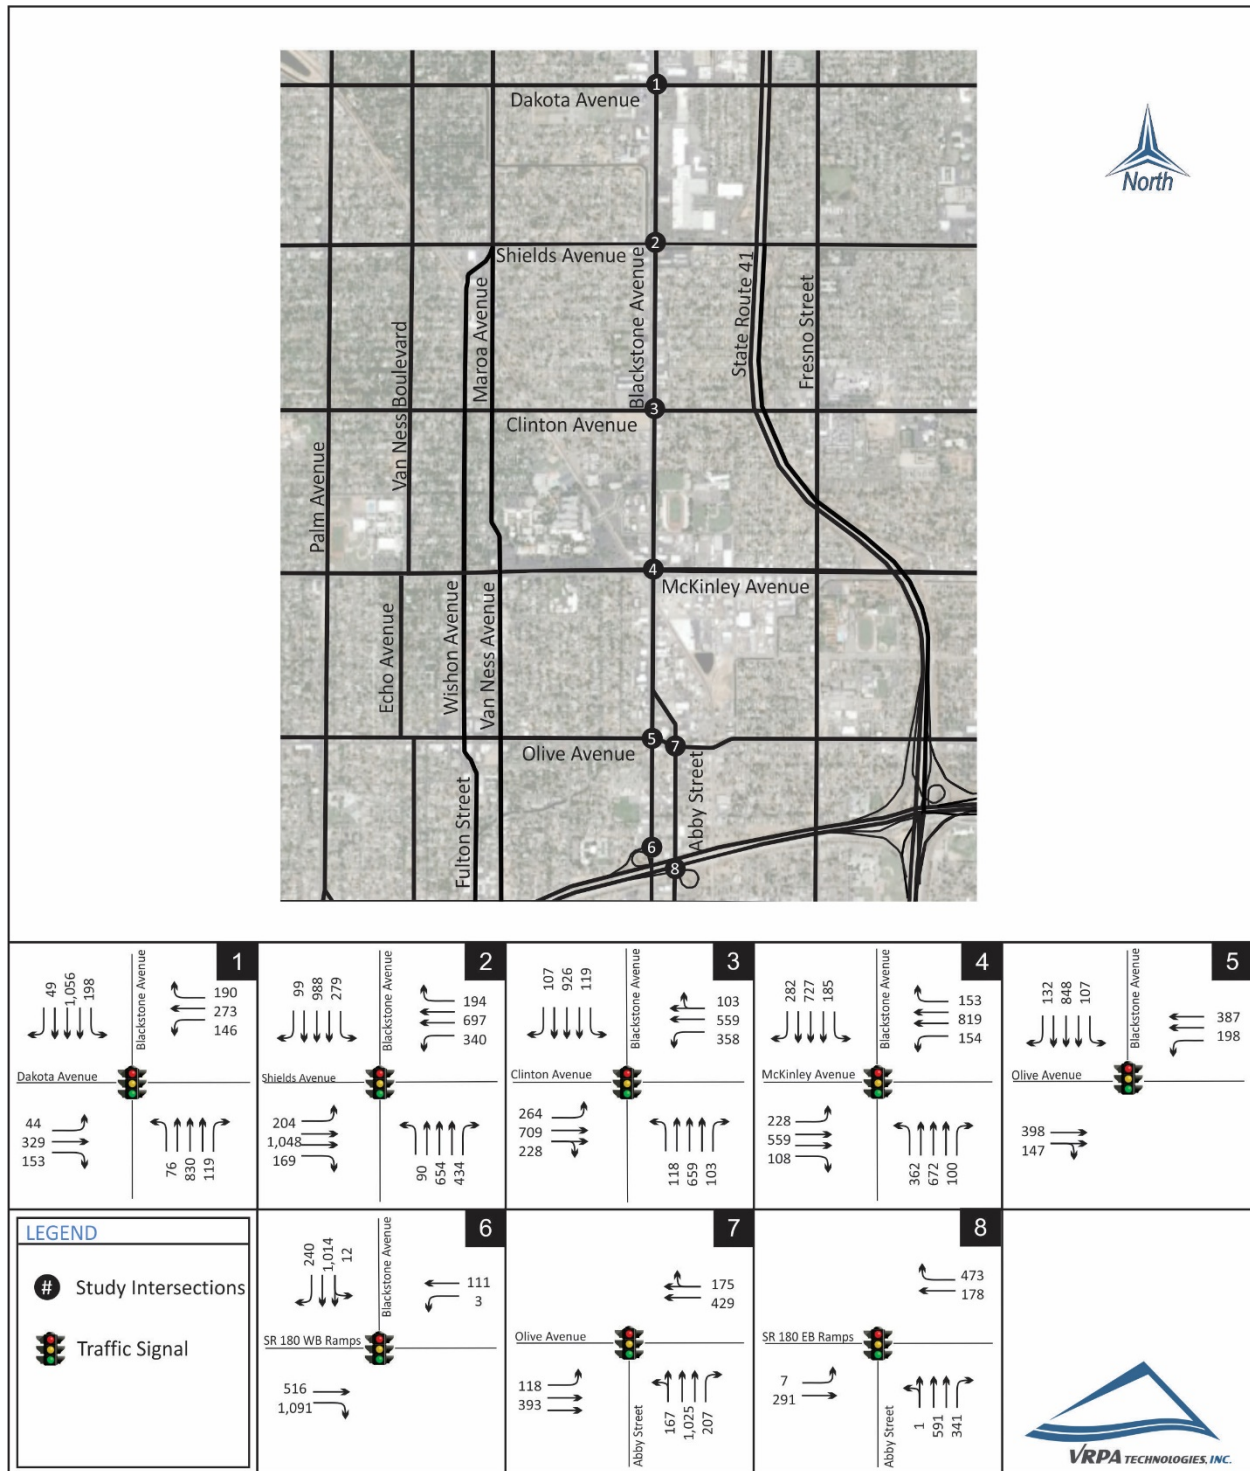 1
Dakota Avenue
North
2
Shields Avenue
Blackstone Avenue
State Route 41
Fresno Street
Maroa Avenue
Van Ness Boulevard
3
Clinton Avenue
Palm Avenue
4
McKinley Avenue
Echo Avenue
Wishon Avenue
Van Ness Avenue
5
7
Olive Avenue
Abby Street
Fulton Street
6
8
1
Blackstone Avenue
49
1,056
198
190
273
146
Dakota Avenue
44
329
153
76
830
119
2
Blackstone Avenue
99
988
279
194
697
340
Shields Avenue
204
1,048
169
90
654
434
3
Blackstone Avenue
107
926
119
103
559
358
Clinton Avenue
264
709
228
118
659
103
4
Blackstone Avenue
282
727
185
153
819
154
McKinley Avenue
228
559
108
362
672
100
5
Blackstone Avenue
132
848
107
387
198
Olive Avenue
398
147
LEGEND
# Study Intersections
Traffic Signal
6
Blackstone Avenue
240
1,014
12
111
3
SR 180 WB Ramps
516
1,091
7
175
429
Olive Avenue
118
393
Abby Street
167
1,025
207
8
473
178
SR 180 EB Ramps
7
291
Abby Street
1
591
341
VRPA TECHNOLOGIES, INC.